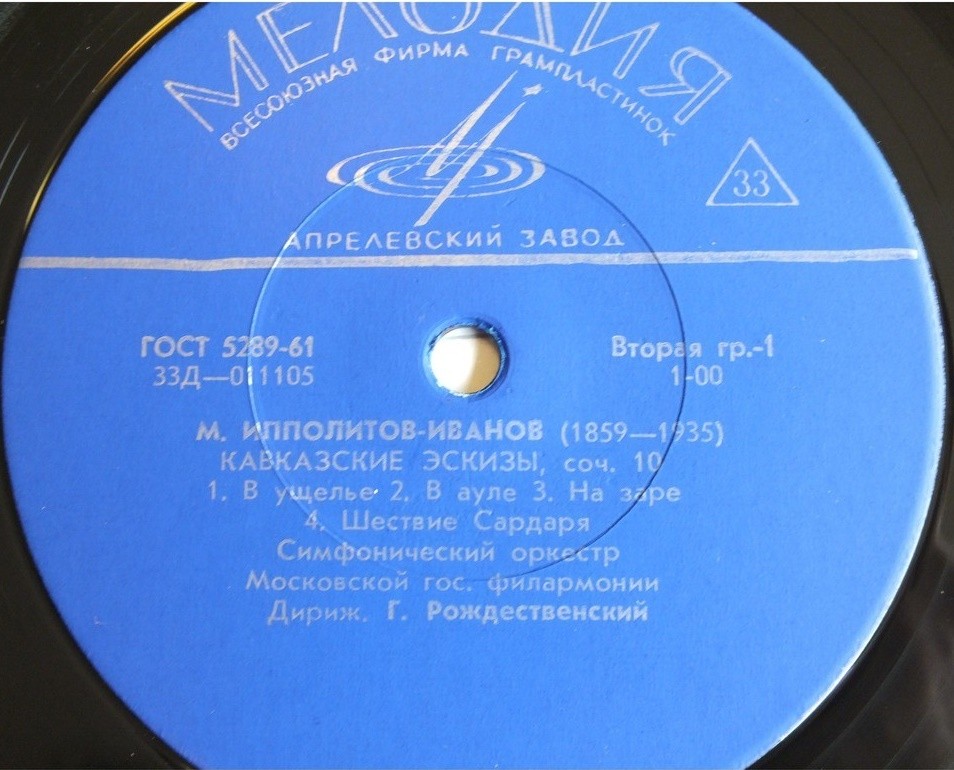 МЕЛОДИЯ
ВСЕСОЮЗНАЯ ФИРМА ГРАМПЛАСТИНОК
33
АПРЕЛЕВСКИЙ ЗАВОД
ГОСТ 5289-61
33Д—011105
Вторая гр.-1
1-00
М. ИППОЛИТОВ-ИВАНОВ (1859—1935)
КАВКАЗСКИЕ ЭСКИЗЫ, соч. 10
1. В ущелье 2. В ауле 3. На заре
4. Шествие Сардаря
Симфонический оркестр
Московской гос. филармонии
Дириж. Г. Рождественский